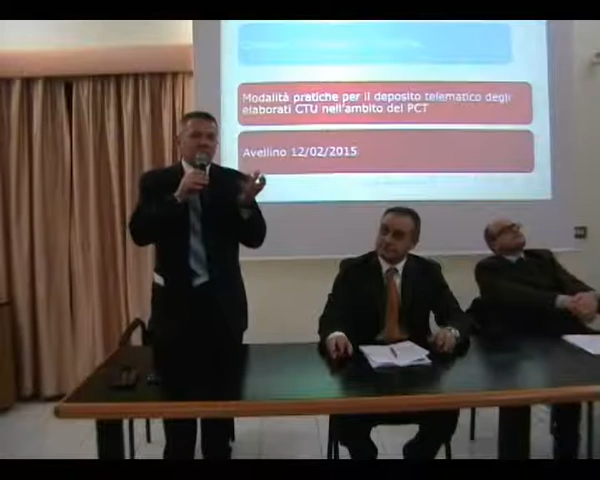 Modalità pratiche per il deposito telematico degli
elaborati CTU nell'ambito del PCT
Avellino 12/02/2015